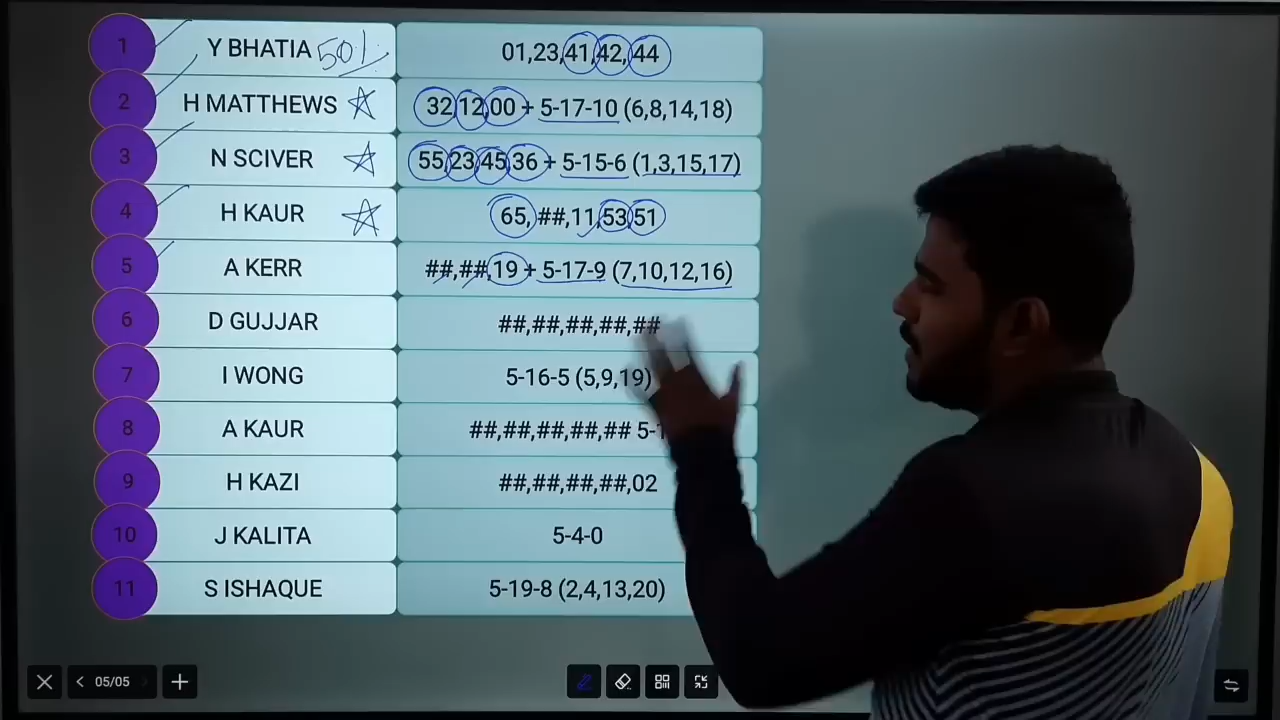 1 Y BHATIA 50% 01,23,41,42,44
2 H MATTHEWS 32,12,00 + 5-17-10 (6,8,14,18)
3 N SCIVER 55,23,45,36 + 5-15-6 (1,3,15,17)
4 H KAUR 65,##,11,53,51
5 A KERR ##,##,19 + 5-17-9 (7,10,12,16)
6 D GUJJAR ##,##,##,##,##
7 I WONG 5-16-5 (5,9,19)
8 A KAUR ##,##,##,##,##
9 H KAZI ##,##,##,##,02
10 J KALITA 5-4-0
11 S ISHAQUE 5-19-8 (2,4,13,20)
05/05